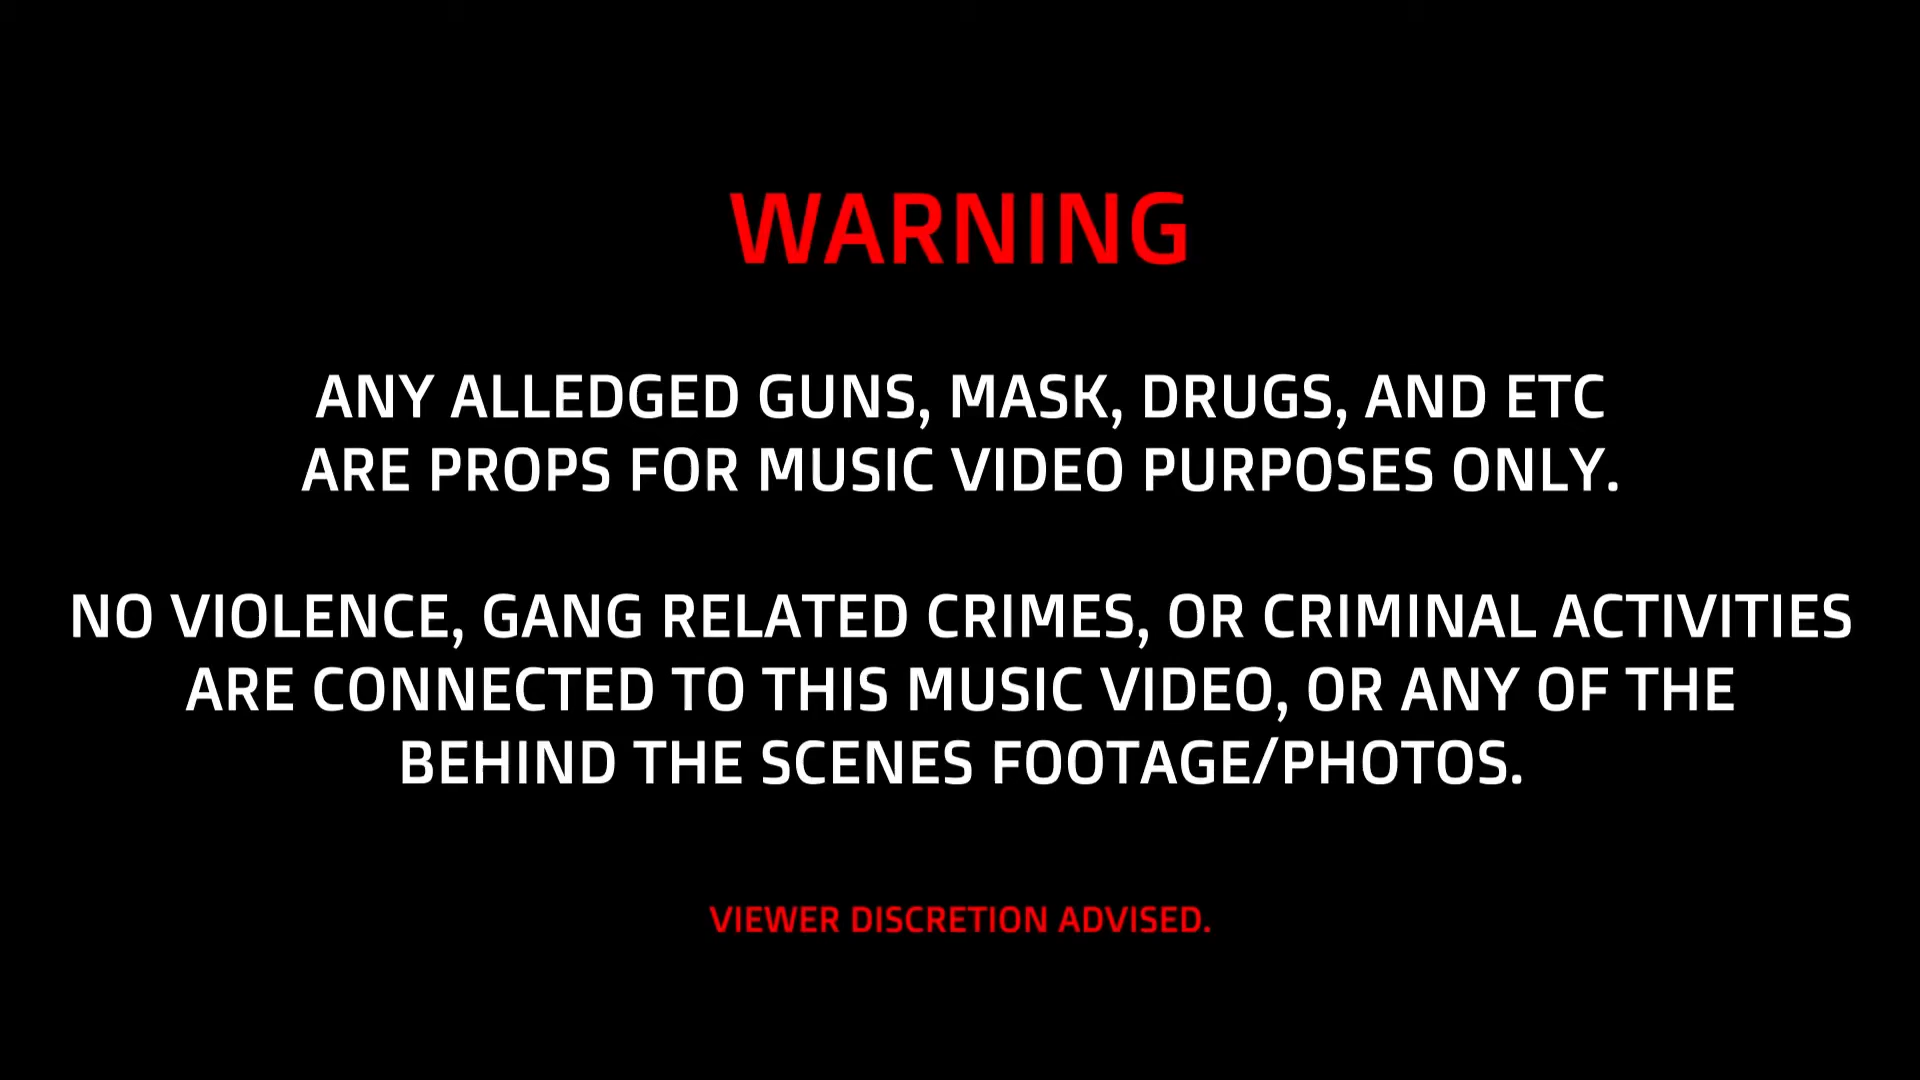 WARNING
ANY ALLEDGED GUNS, MASK, DRUGS, AND ETC
ARE PROPS FOR MUSIC VIDEO PURPOSES ONLY.
NO VIOLENCE, GANG RELATED CRIMES, OR CRIMINAL ACTIVITIES
ARE CONNECTED TO THIS MUSIC VIDEO, OR ANY OF THE
BEHIND THE SCENES FOOTAGE/PHOTOS.
VIEWER DISCRETION ADVISED.